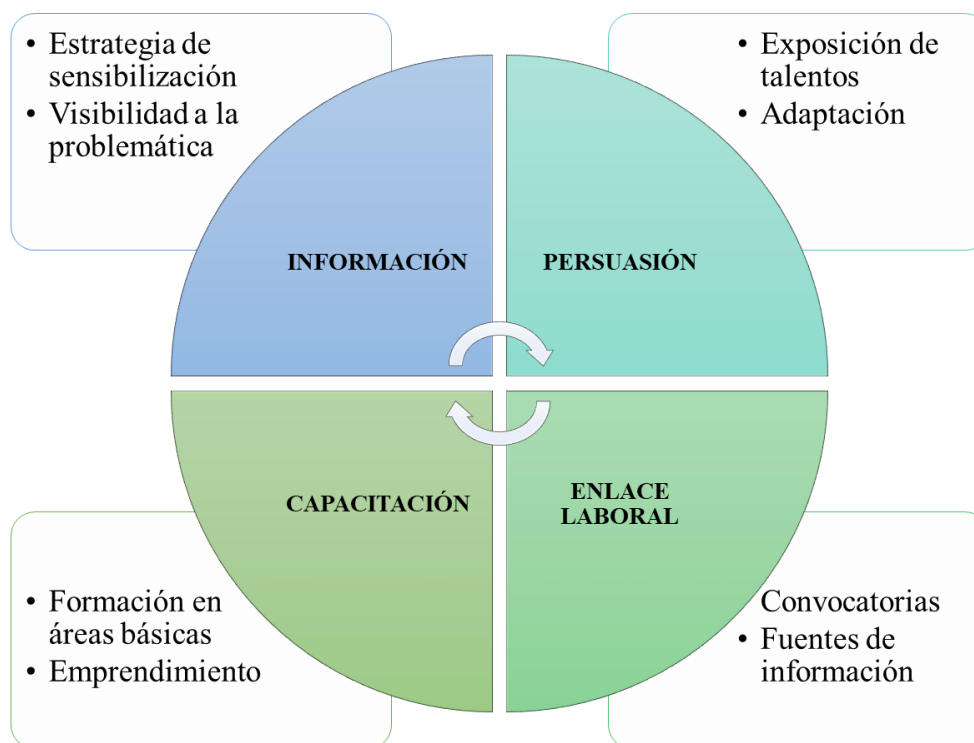 • Estrategia de
sensibilización
• Visibilidad a la
problemática
• Exposición de
talentos
• Adaptación
INFORMACIÓN
PERSUASIÓN
CAPACITACIÓN
ENLACE
LABORAL
• Formación en
áreas básicas
• Emprendimiento
Convocatorias
• Fuentes de
información